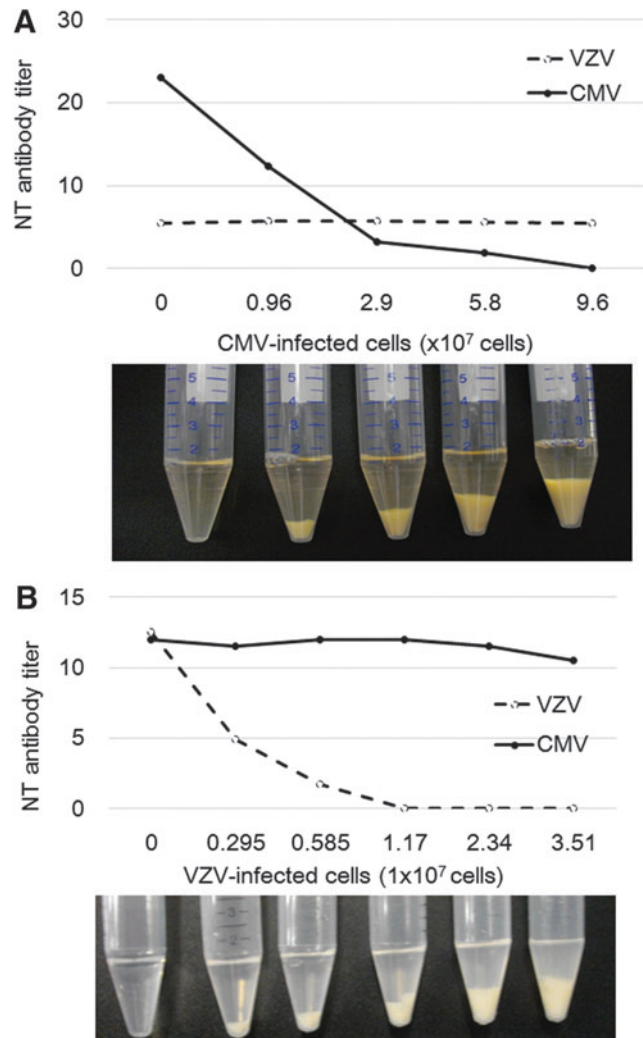 A
30
20
10
0
NT antibody titer
VZV
CMV
0 0.96 2.9 5.8 9.6
CMV-infected cells (x10⁷ cells)
5 5 5 5 5
4 4 4 4 4
3 3 3 3 3
2 2 2 2 2
B
15
10
5
0
NT antibody titer
VZV
CMV
0 0.295 0.585 1.17 2.34 3.51
VZV-infected cells (1x10⁷ cells)
3
2